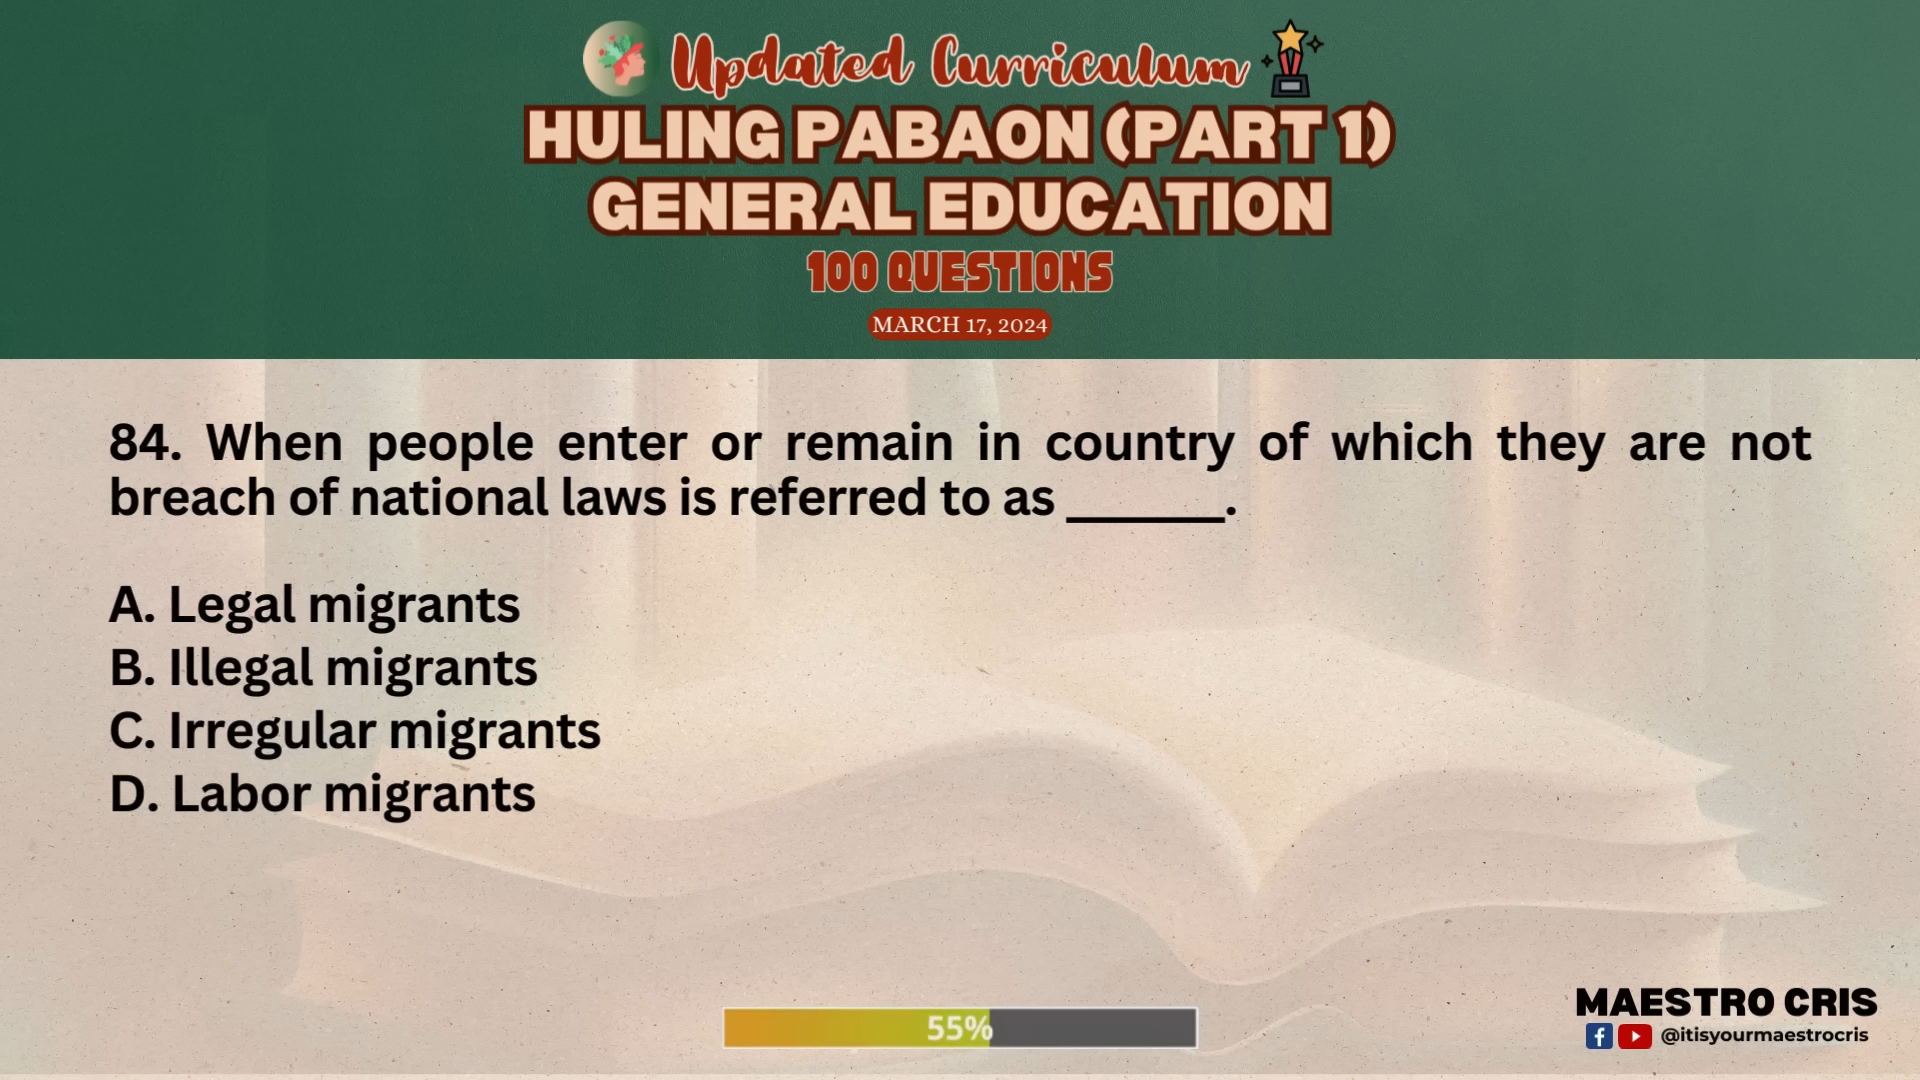 Updated Curriculum
HULING PABAON (PART 1)
GENERAL EDUCATION
100 QUESTIONS
MARCH 17, 2024
84. When people enter or remain in country of which they are not
breach of national laws is referred to as ______.
A. Legal migrants
B. Illegal migrants
C. Irregular migrants
D. Labor migrants
55%
MAESTRO CRIS
@itisyourmaestrocris